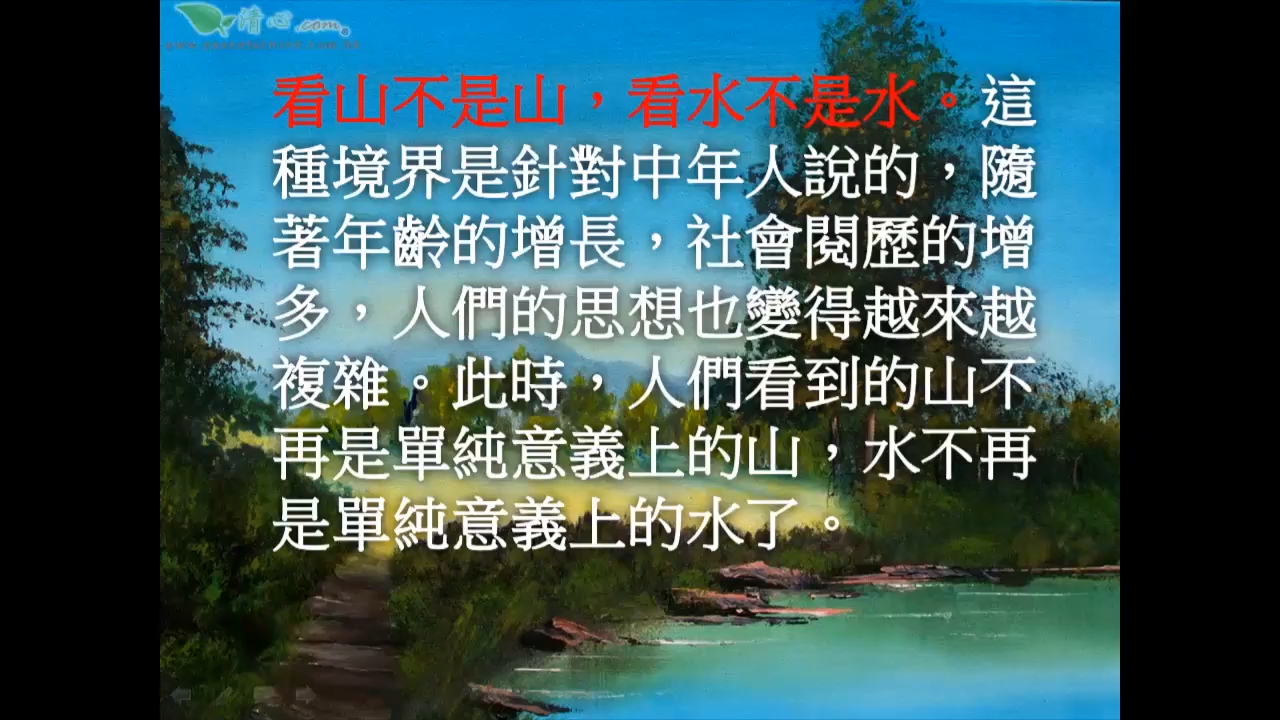 清心.com
看山不是山，看水不是水。這
種境界是針對中年人說的，隨
著年齡的增長，社會閱歷的增
多，人們的思想也變得越來越
複雜。此時，人們看到的山不
再是單純意義上的山，水不再
是單純意義上的水了。